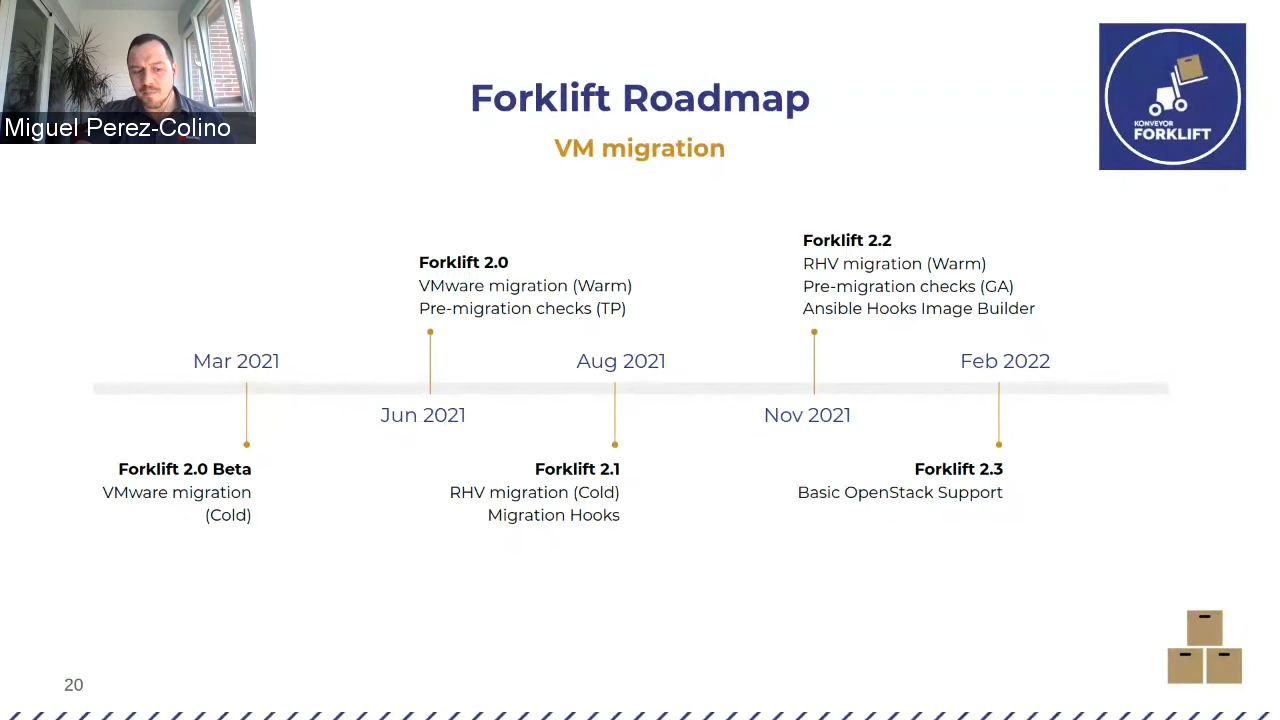 Miguel Perez-Colino
Forklift Roadmap
VM migration
KONVEYOR
FORKLIFT
Forklift 2.0
VMware migration (Warm)
Pre-migration checks (TP)
Forklift 2.2
RHV migration (Warm)
Pre-migration checks (GA)
Ansible Hooks Image Builder
Mar 2021
Aug 2021
Feb 2022
Jun 2021
Nov 2021
Forklift 2.0 Beta
VMware migration
(Cold)
Forklift 2.1
RHV migration (Cold)
Migration Hooks
Forklift 2.3
Basic OpenStack Support
20